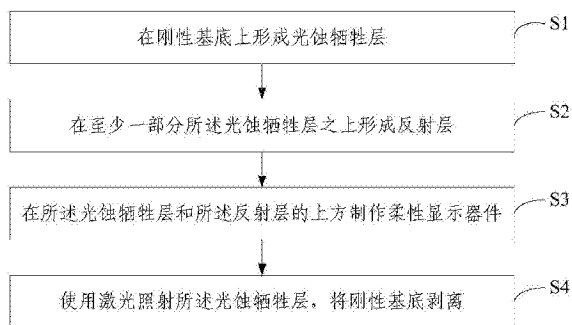 在刚性基底上形成光蚀牺牲层
S1
在至少一部分所述光蚀牺牲层之上形成反射层
S2
在所述光蚀牺牲层和所述反射层的上方制作柔性显示器件
S3
使用激光照射所述光蚀牺牲层，将刚性基底剥离
S4